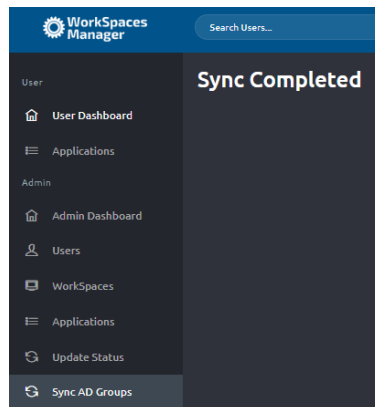 WorkSpaces
Manager
Search Users...
User
User Dashboard
Applications
Admin
Admin Dashboard
Users
WorkSpaces
Applications
Update Status
Sync AD Groups
Sync Completed